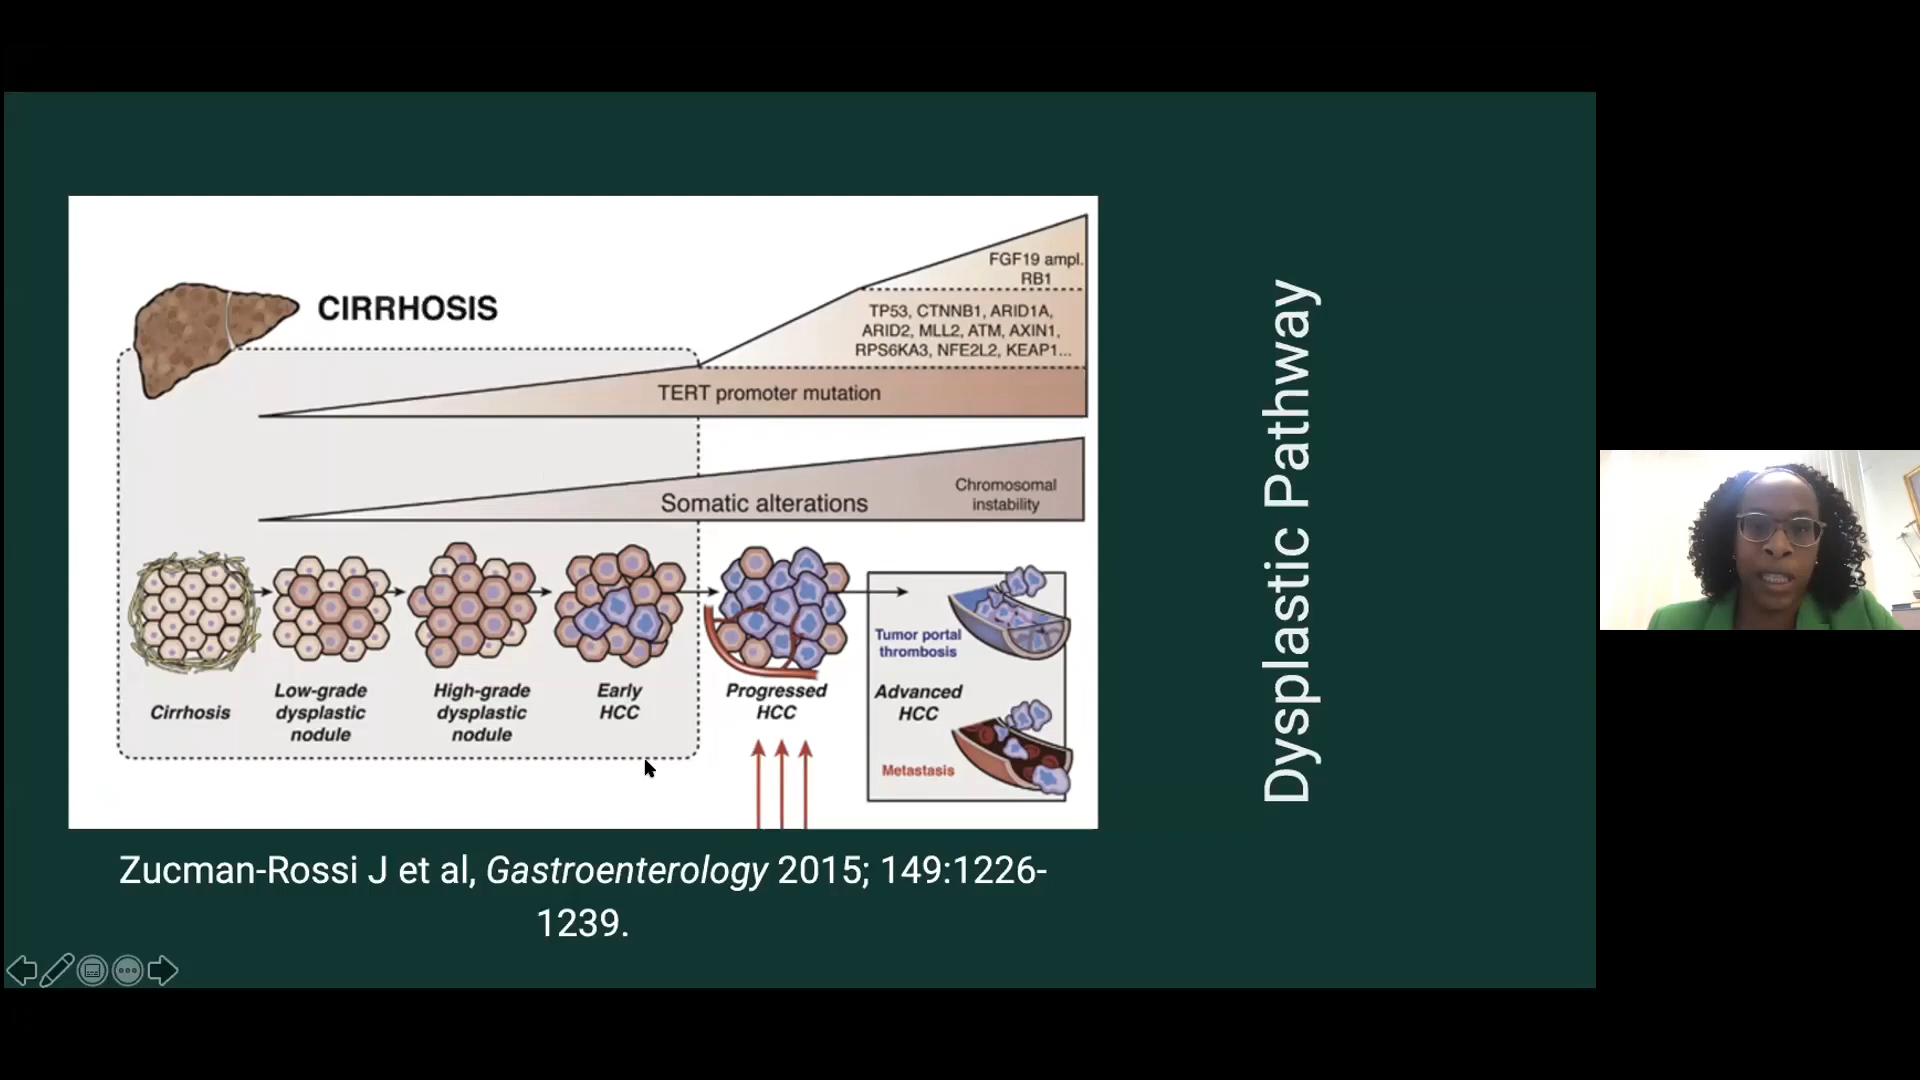 CIRRHOSIS
FGF19 ampl.
RB1
TP53, CTNNB1, ARID1A,
ARID2, MLL2, ATM, AXIN1,
RPS6KA3, NFE2L2, KEAP1...
TERT promoter mutation
Somatic alterations
Chromosomal
instability
Cirrhosis
Low-grade
dysplastic
nodule
High-grade
dysplastic
nodule
Early
HCC
Progressed
HCC
Tumor portal
thrombosis
Advanced
HCC
Metastasis
Dysplastic Pathway
Zucman-Rossi J et al, Gastroenterology 2015; 149:1226-
1239.